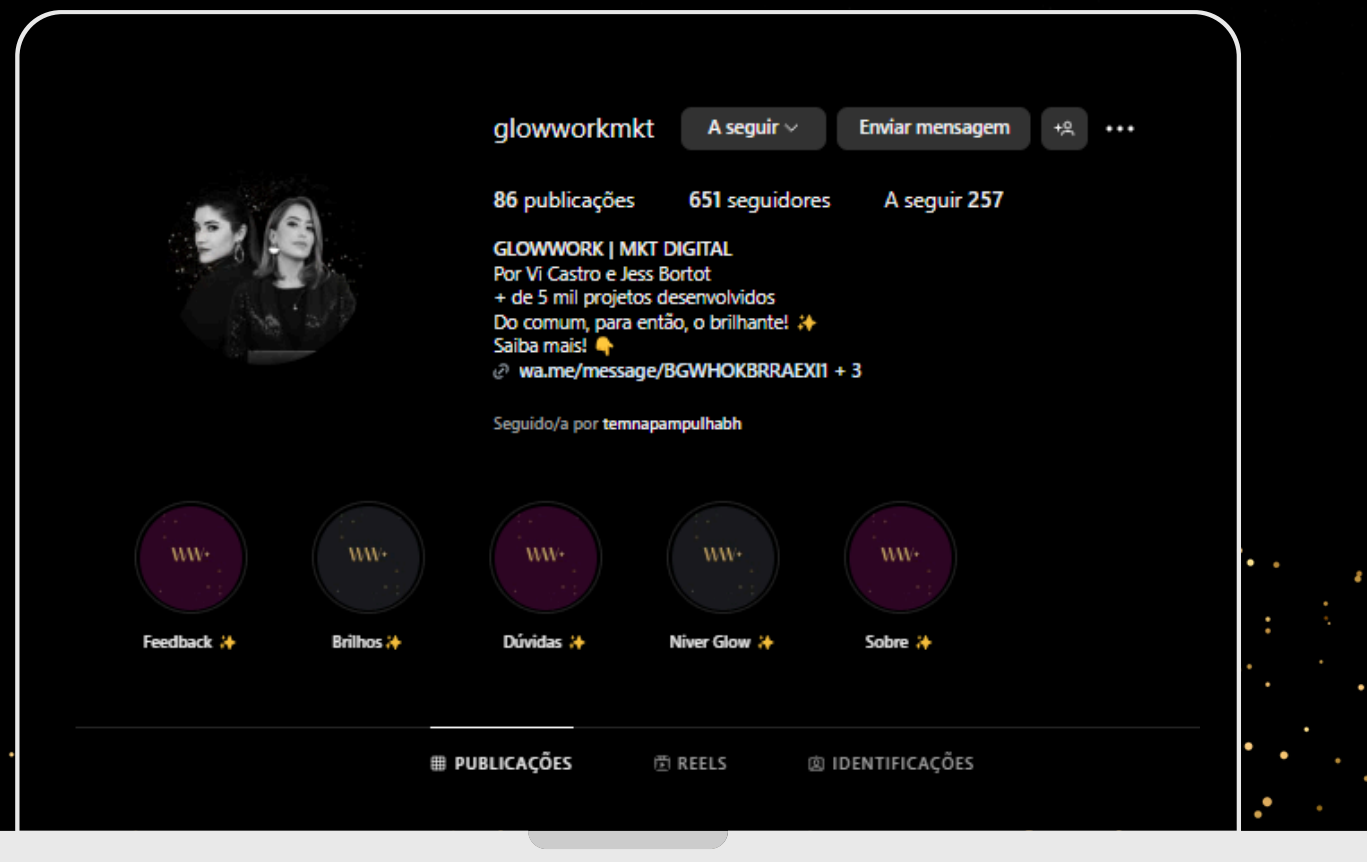 glowworkmkt A seguir Enviar mensagem
86 publicações 651 seguidores A seguir 257
GLOWWORK | MKT DIGITAL
Por Vi Castro e Jess Bortot
+ de 5 mil projetos desenvolvidos
Do comum, para então, o brilhante! ✨
Saiba mais! 👇
wa.me/message/BGWHOKBRRAEXI1 + 3
Seguido/a por temnapampulhabh
Feedback ✨ Brilhos ✨ Dúvidas ✨ Niver Glow ✨ Sobre ✨
PUBLICAÇÕES REELS IDENTIFICAÇÕES